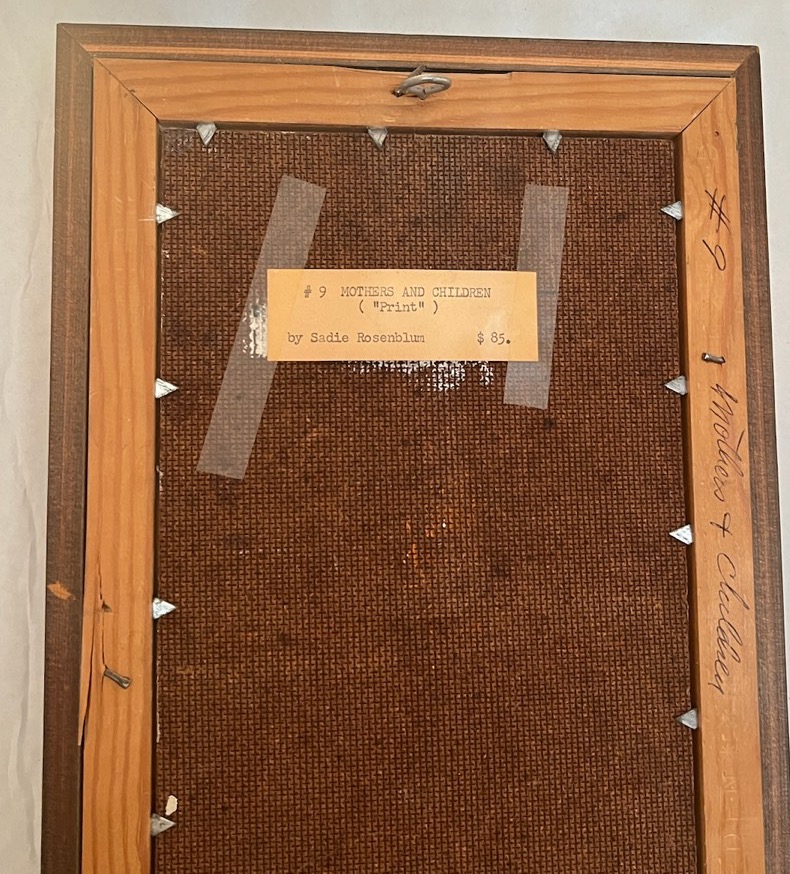 # 9 MOTHERS AND CHILDREN
( "Print" )
by Sadie Rosenblum $ 85.
# 9
Mothers + Children